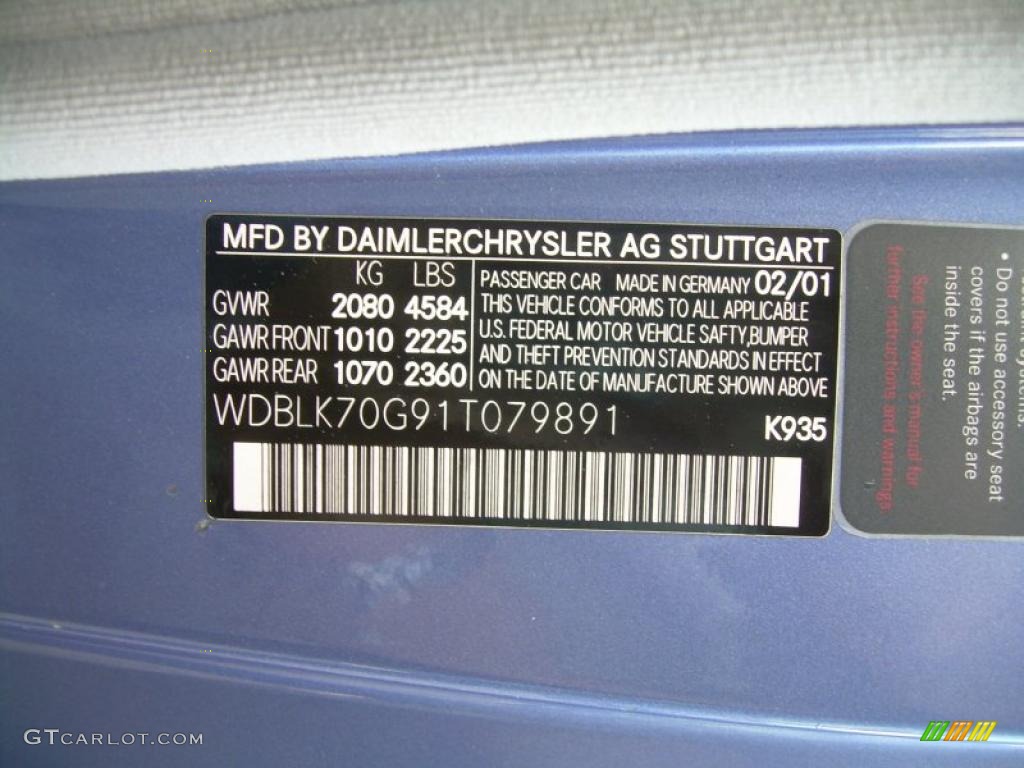 MFD BY DAIMLERCHRYSLER AG STUTTGART
KG LBS
GVWR 2080 4584
GAWR FRONT 1010 2225
GAWR REAR 1070 2360
PASSENGER CAR MADE IN GERMANY 02/01
THIS VEHICLE CONFORMS TO ALL APPLICABLE
U.S. FEDERAL MOTOR VEHICLE SAFTY,BUMPER
AND THEFT PREVENTION STANDARDS IN EFFECT
ON THE DATE OF MANUFACTURE SHOWN ABOVE
WDBLK70G91T079891
K935
• Do not use accessory seat
covers if the airbags are
inside the seat.
See the owner's manual for
further instructions and warnings
GTCARLOT.COM